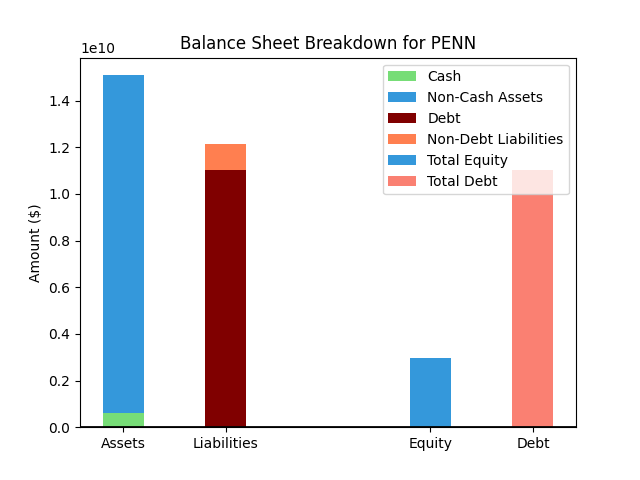 Balance Sheet Breakdown for PENN
1e10
Cash
Non-Cash Assets
Debt
Non-Debt Liabilities
Total Equity
Total Debt
1.4
1.2
1.0
0.8
0.6
0.4
0.2
0.0
Amount ($)
Assets Liabilities Equity Debt